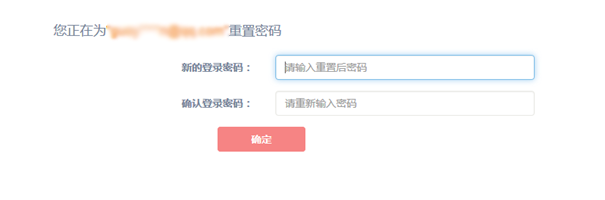 您正在为 重置密码
新的登录密码：
请输入重置后密码
确认登录密码：
请重新输入密码
确定